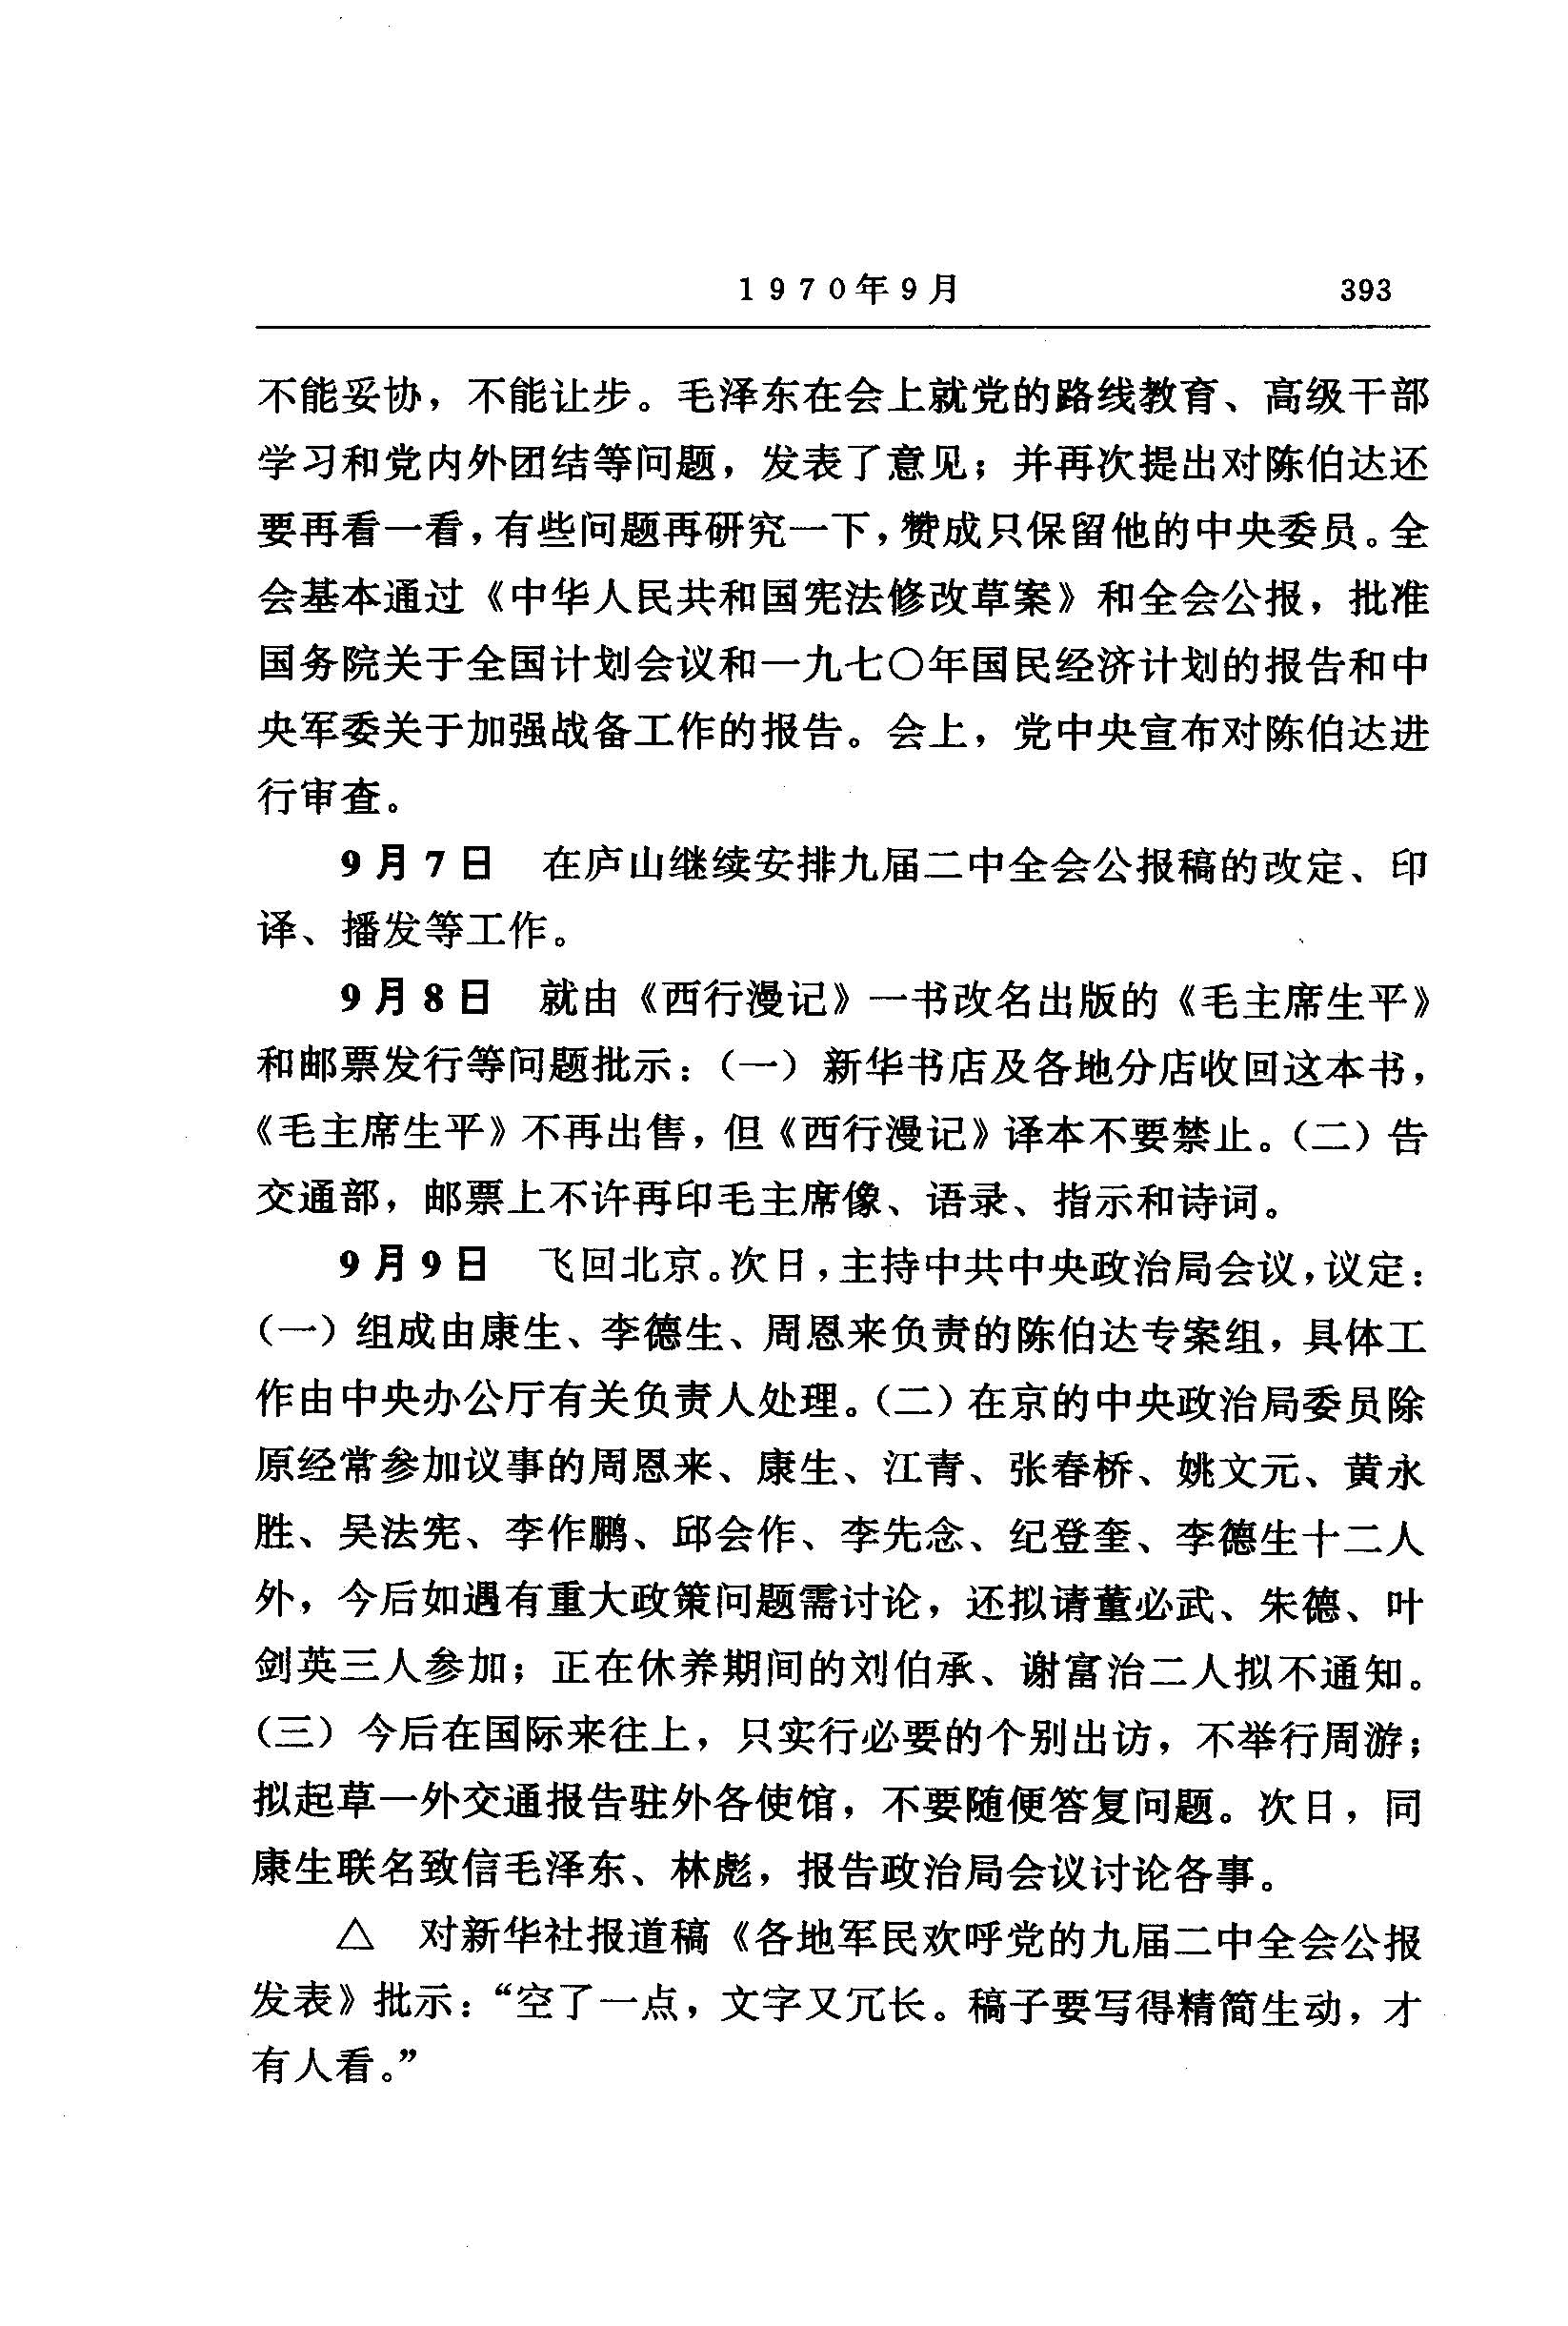 1970年9月 393
不能妥协，不能让步。毛泽东在会上就党的路线教育、高级干部
学习和党内外团结等问题，发表了意见；并再次提出对陈伯达还
要再看一看，有些问题再研究一下，赞成只保留他的中央委员。全
会基本通过《中华人民共和国宪法修改草案》和全会公报，批准
国务院关于全国计划会议和一九七〇年国民经济计划的报告和中
央军委关于加强战备工作的报告。会上，党中央宣布对陈伯达进
行审查。
9月7日 在庐山继续安排九届二中全会公报稿的改定、印
译、播发等工作。
9月8日 就由《西行漫记》一书改名出版的《毛主席生平》
和邮票发行等问题批示：（一）新华书店及各地分店收回这本书，
《毛主席生平》不再出售，但《西行漫记》译本不要禁止。（二）告
交通部，邮票上不许再印毛主席像、语录、指示和诗词。
9月9日 飞回北京。次日，主持中共中央政治局会议，议定：
（一）组成由康生、李德生、周恩来负责的陈伯达专案组，具体工
作由中央办公厅有关负责人处理。（二）在京的中央政治局委员除
原经常参加议事的周恩来、康生、江青、张春桥、姚文元、黄永
胜、吴法宪、李作鹏、邱会作、李先念、纪登奎、李德生十二人
外，今后如遇有重大政策问题需讨论，还拟请董必武、朱德、叶
剑英三人参加；正在休养期间的刘伯承、谢富治二人拟不通知。
（三）今后在国际来往上，只实行必要的个别出访，不举行周游；
拟起草一外交通报告驻外各使馆，不要随便答复问题。次日，同
康生联名致信毛泽东、林彪，报告政治局会议讨论各事。
△ 对新华社报道稿《各地军民欢呼党的九届二中全会公报
发表》批示：“空了一点，文字又冗长。稿子要写得精简生动，才
有人看。”